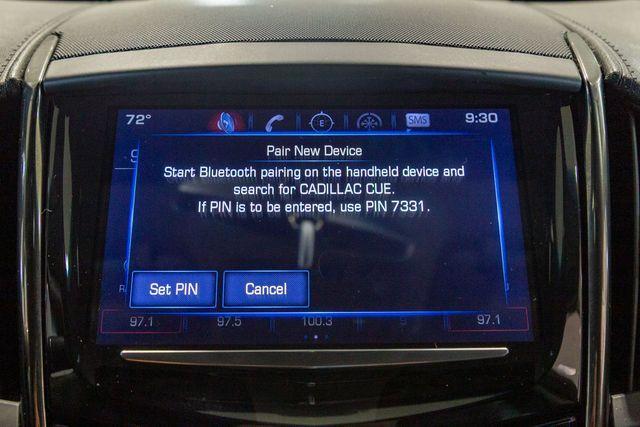 72° E SMS 9:30
Pair New Device
Start Bluetooth pairing on the handheld device and
search for CADILLAC CUE.
If PIN is to be entered, use PIN 7331.
Set PIN Cancel
97.1 97.5 100.3 97.1